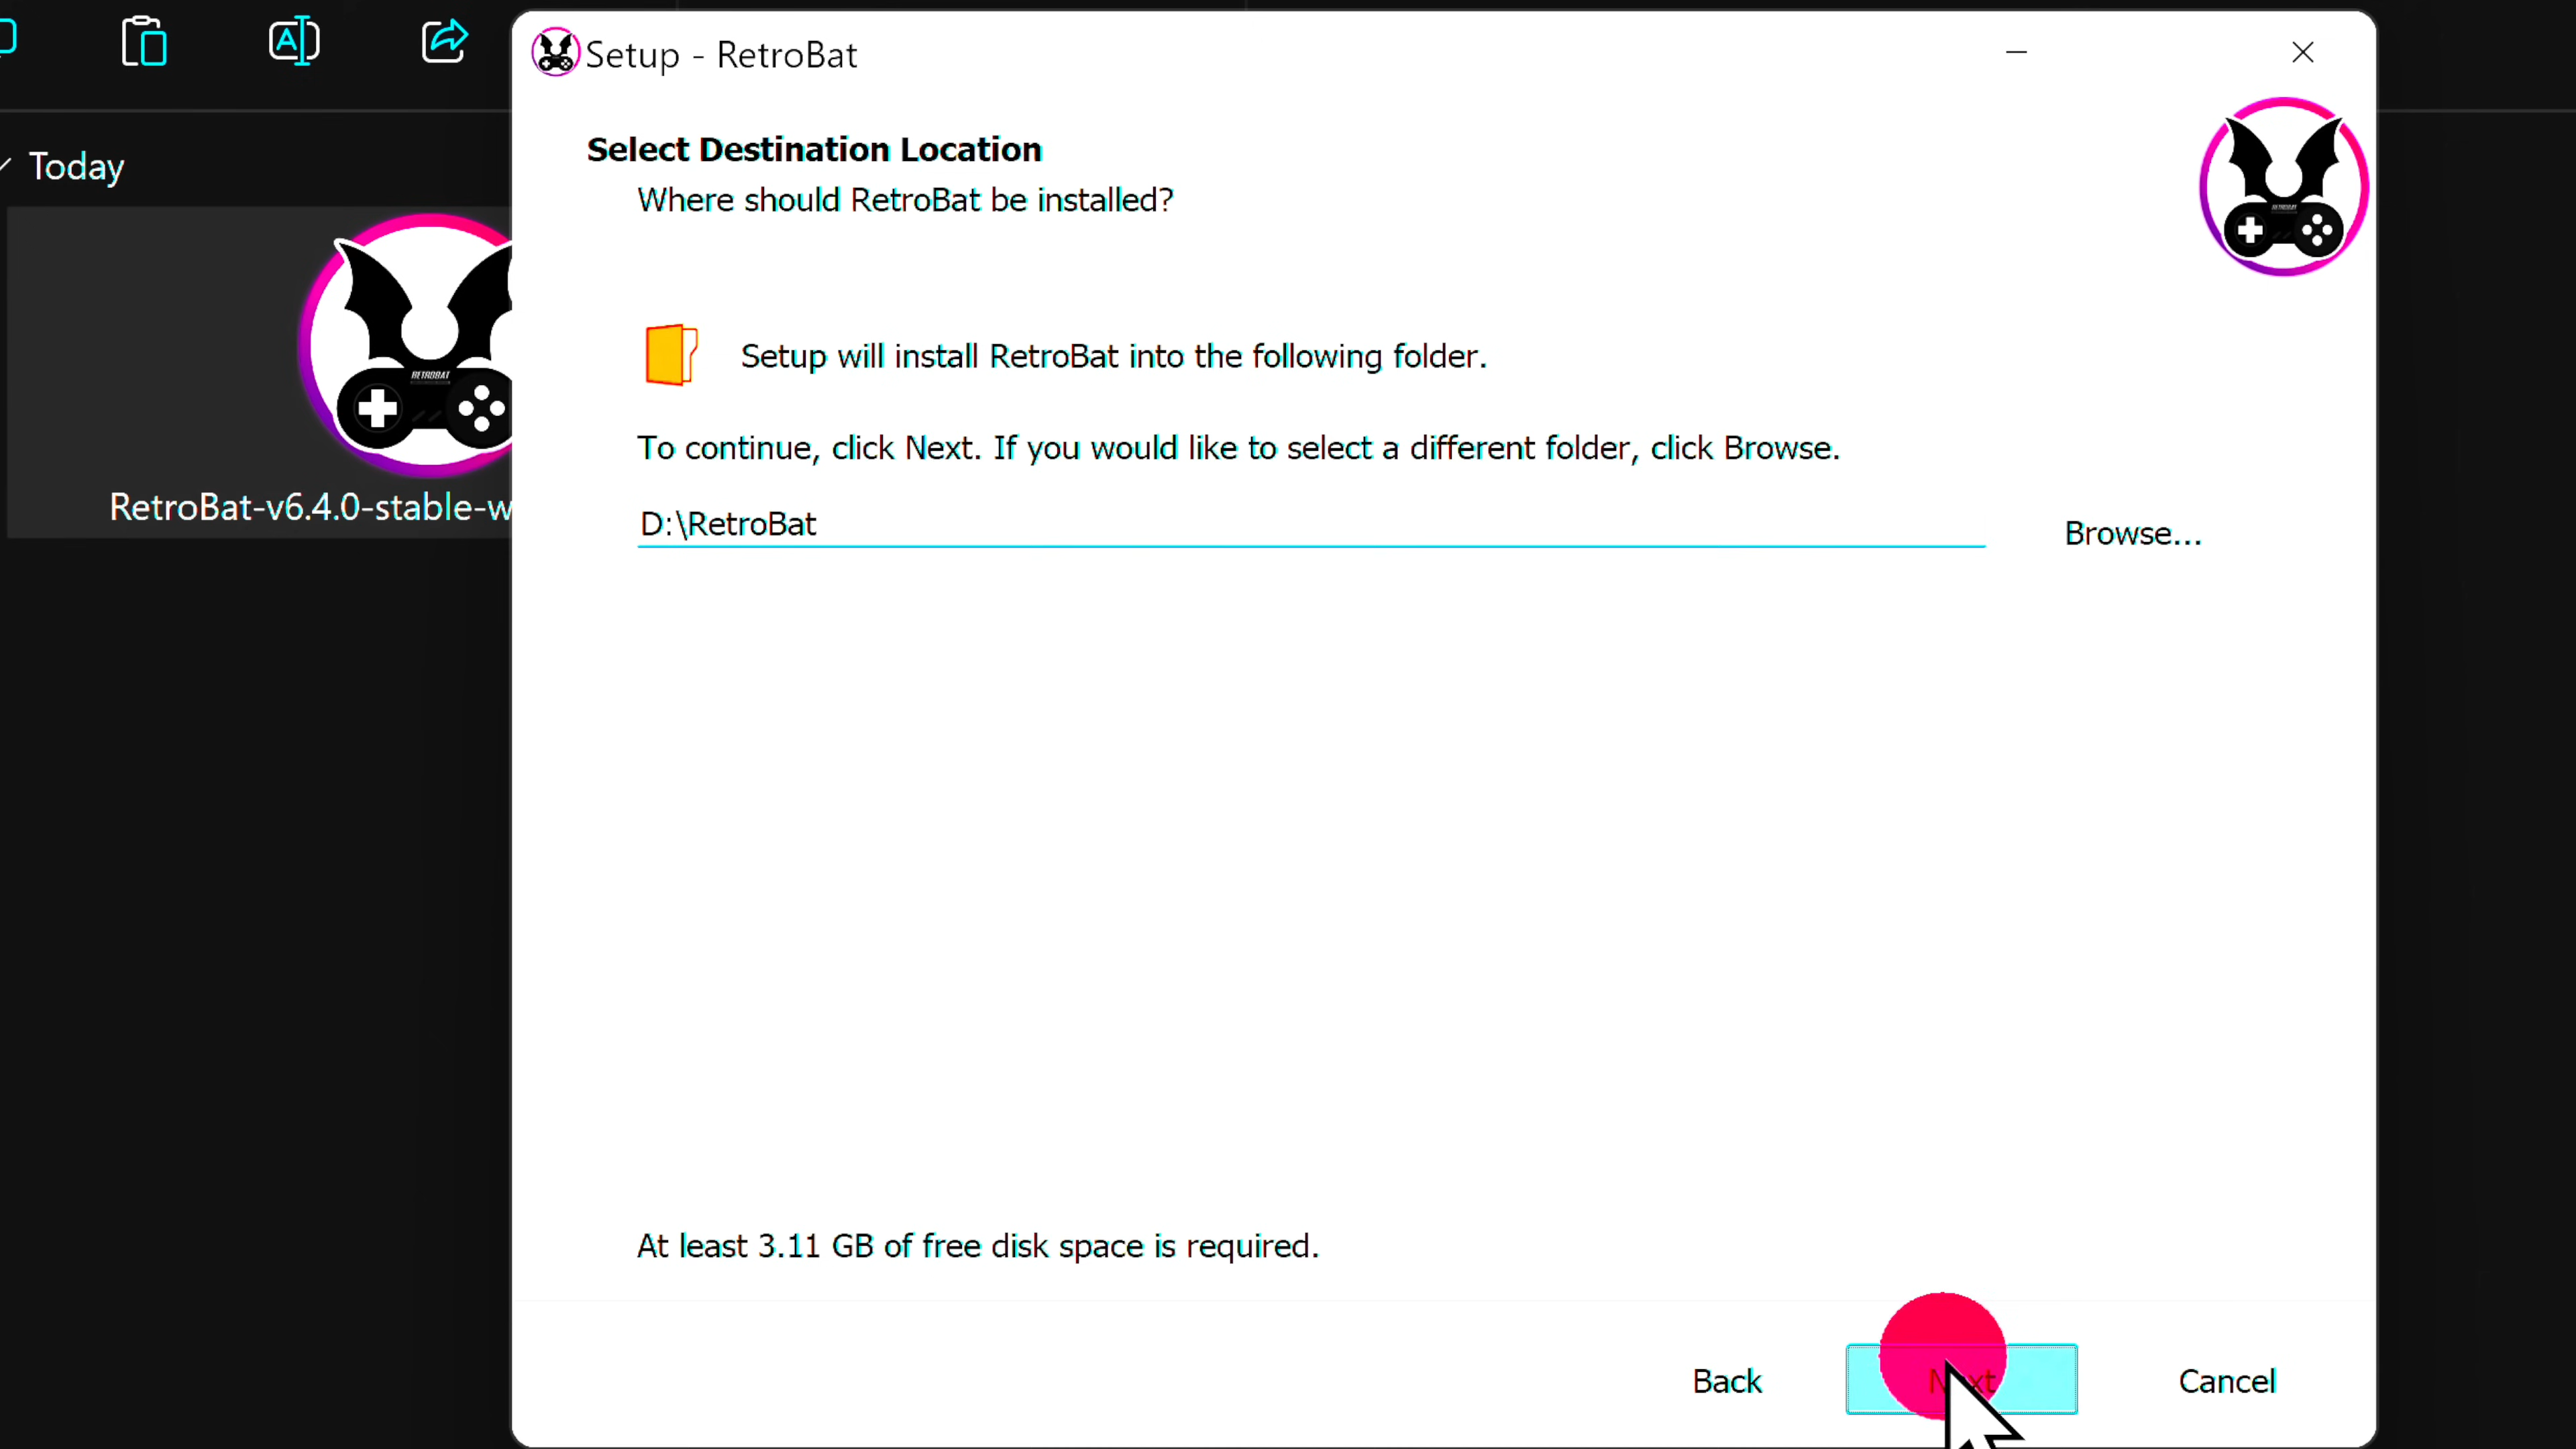 Setup - RetroBat
Select Destination Location
Where should RetroBat be installed?
Today
Setup will install RetroBat into the following folder.
RETROBAT
RetroBat-v6.4.0-stable-w
To continue, click Next. If you would like to select a different folder, click Browse.
D:\RetroBat
Browse...
At least 3.11 GB of free disk space is required.
Back
Next
Cancel